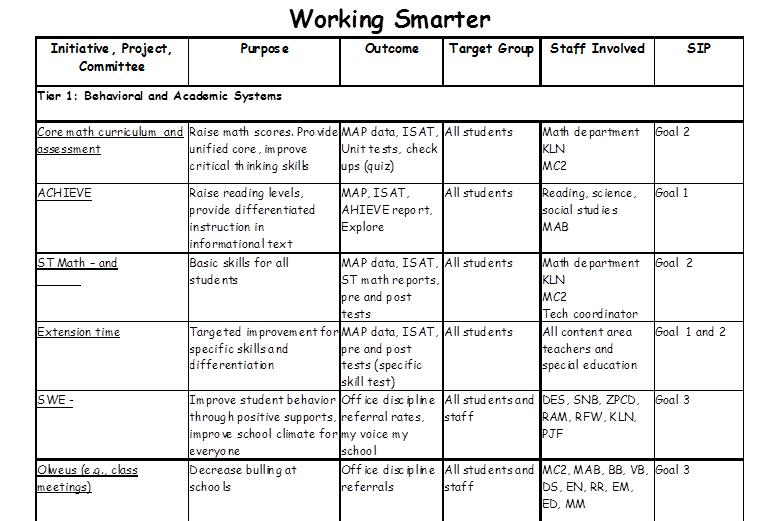 Working Smarter
Initiative, Project, Committee | Purpose | Outcome | Target Group | Staff Involved | SIP
Tier 1: Behavioral and Academic Systems
Core math curriculum and assessment | Raise math scores. Provide unified core, improve critical thinking skills | MAP data, ISAT, Unit tests, check ups (quiz) | All students | Math department KLN MC2 | Goal 2
ACHIEVE | Raise reading levels, provide differentiated instruction in informational text | MAP, ISAT, AHIEVE report, Explore | All students | Reading, science, social studies MAB | Goal 1
ST Math - and | Basic skills for all students | MAP data, ISAT, ST math reports, pre and post tests | All students | Math department KLN MC2 Tech coordinator | Goal 2
Extension time | Targeted improvement for specific skills and differentiation | MAP data, ISAT, pre and post tests (specific skill test) | All students | All content area teachers and special education | Goal 1 and 2
SWE - | Improve student behavior through positive supports, improve school climate for everyone | Office discipline referral rates, my voice my school | All students and staff | DES, SNB, ZPCD, RAM, RFW, KLN, PJF | Goal 3
Olweus (e.g., class meetings) | Decrease bulling at schools | Office discipline referrals | All students and staff | MC2, MAB, BB, VB, DS, EN, RR, EM, ED, MM | Goal 3